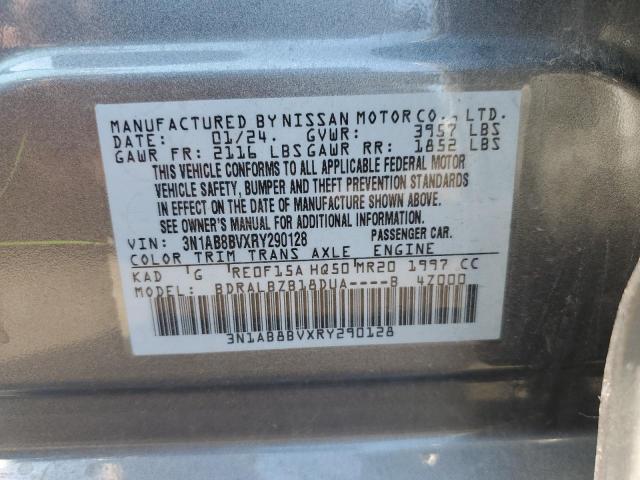 MANUFACTURED BY NISSAN MOTOR CO., LTD.
DATE: 01/24. GVWR: 3957 LBS
GAWR FR: 2116 LBS GAWR RR: 1852 LBS
THIS VEHICLE CONFORMS TO ALL APPLICABLE FEDERAL MOTOR
VEHICLE SAFETY, BUMPER AND THEFT PREVENTION STANDARDS
IN EFFECT ON THE DATE OF MANUFACTURE SHOWN ABOVE.
SEE OWNER'S MANUAL FOR ADDITIONAL INFORMATION.
VIN: 3N1AB8BVXRY290128 PASSENGER CAR.
COLOR TRIM TRANS AXLE ENGINE
KAD G RE0F15A HQ50 MR20 1997 CC
MODEL: BDRALBZB18DUA----B 4Z000
3N1AB8BVXRY290128